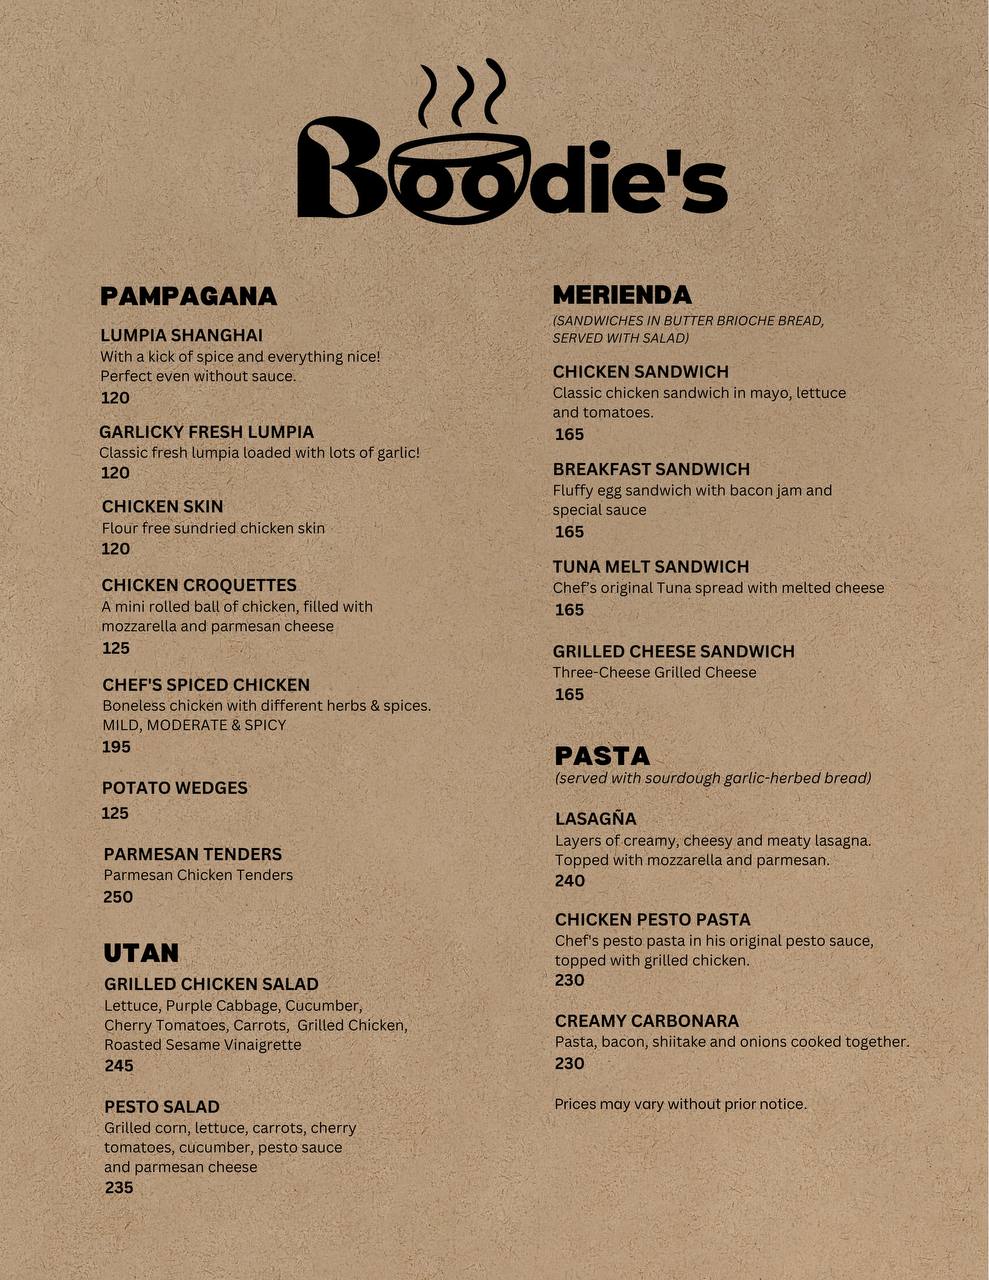 Boodie's
PAMPAGANA
LUMPIA SHANGHAI
With a kick of spice and everything nice!
Perfect even without sauce.
120
GARLICKY FRESH LUMPIA
Classic fresh lumpia loaded with lots of garlic!
120
CHICKEN SKIN
Flour free sundried chicken skin
120
CHICKEN CROQUETTES
A mini rolled ball of chicken, filled with
mozzarella and parmesan cheese
125
CHEF'S SPICED CHICKEN
Boneless chicken with different herbs & spices.
MILD, MODERATE & SPICY
195
POTATO WEDGES
125
PARMESAN TENDERS
Parmesan Chicken Tenders
250
UTAN
GRILLED CHICKEN SALAD
Lettuce, Purple Cabbage, Cucumber,
Cherry Tomatoes, Carrots, Grilled Chicken,
Roasted Sesame Vinaigrette
245
PESTO SALAD
Grilled corn, lettuce, carrots, cherry
tomatoes, cucumber, pesto sauce
and parmesan cheese
235
MERIENDA
(SANDWICHES IN BUTTER BRIOCHE BREAD,
SERVED WITH SALAD)
CHICKEN SANDWICH
Classic chicken sandwich in mayo, lettuce
and tomatoes.
165
BREAKFAST SANDWICH
Fluffy egg sandwich with bacon jam and
special sauce
165
TUNA MELT SANDWICH
Chef's original Tuna spread with melted cheese
165
GRILLED CHEESE SANDWICH
Three-Cheese Grilled Cheese
165
PASTA
(served with sourdough garlic-herbed bread)
LASAGÑA
Layers of creamy, cheesy and meaty lasagna.
Topped with mozzarella and parmesan.
240
CHICKEN PESTO PASTA
Chef's pesto pasta in his original pesto sauce,
topped with grilled chicken.
230
CREAMY CARBONARA
Pasta, bacon, shiitake and onions cooked together.
230
Prices may vary without prior notice.